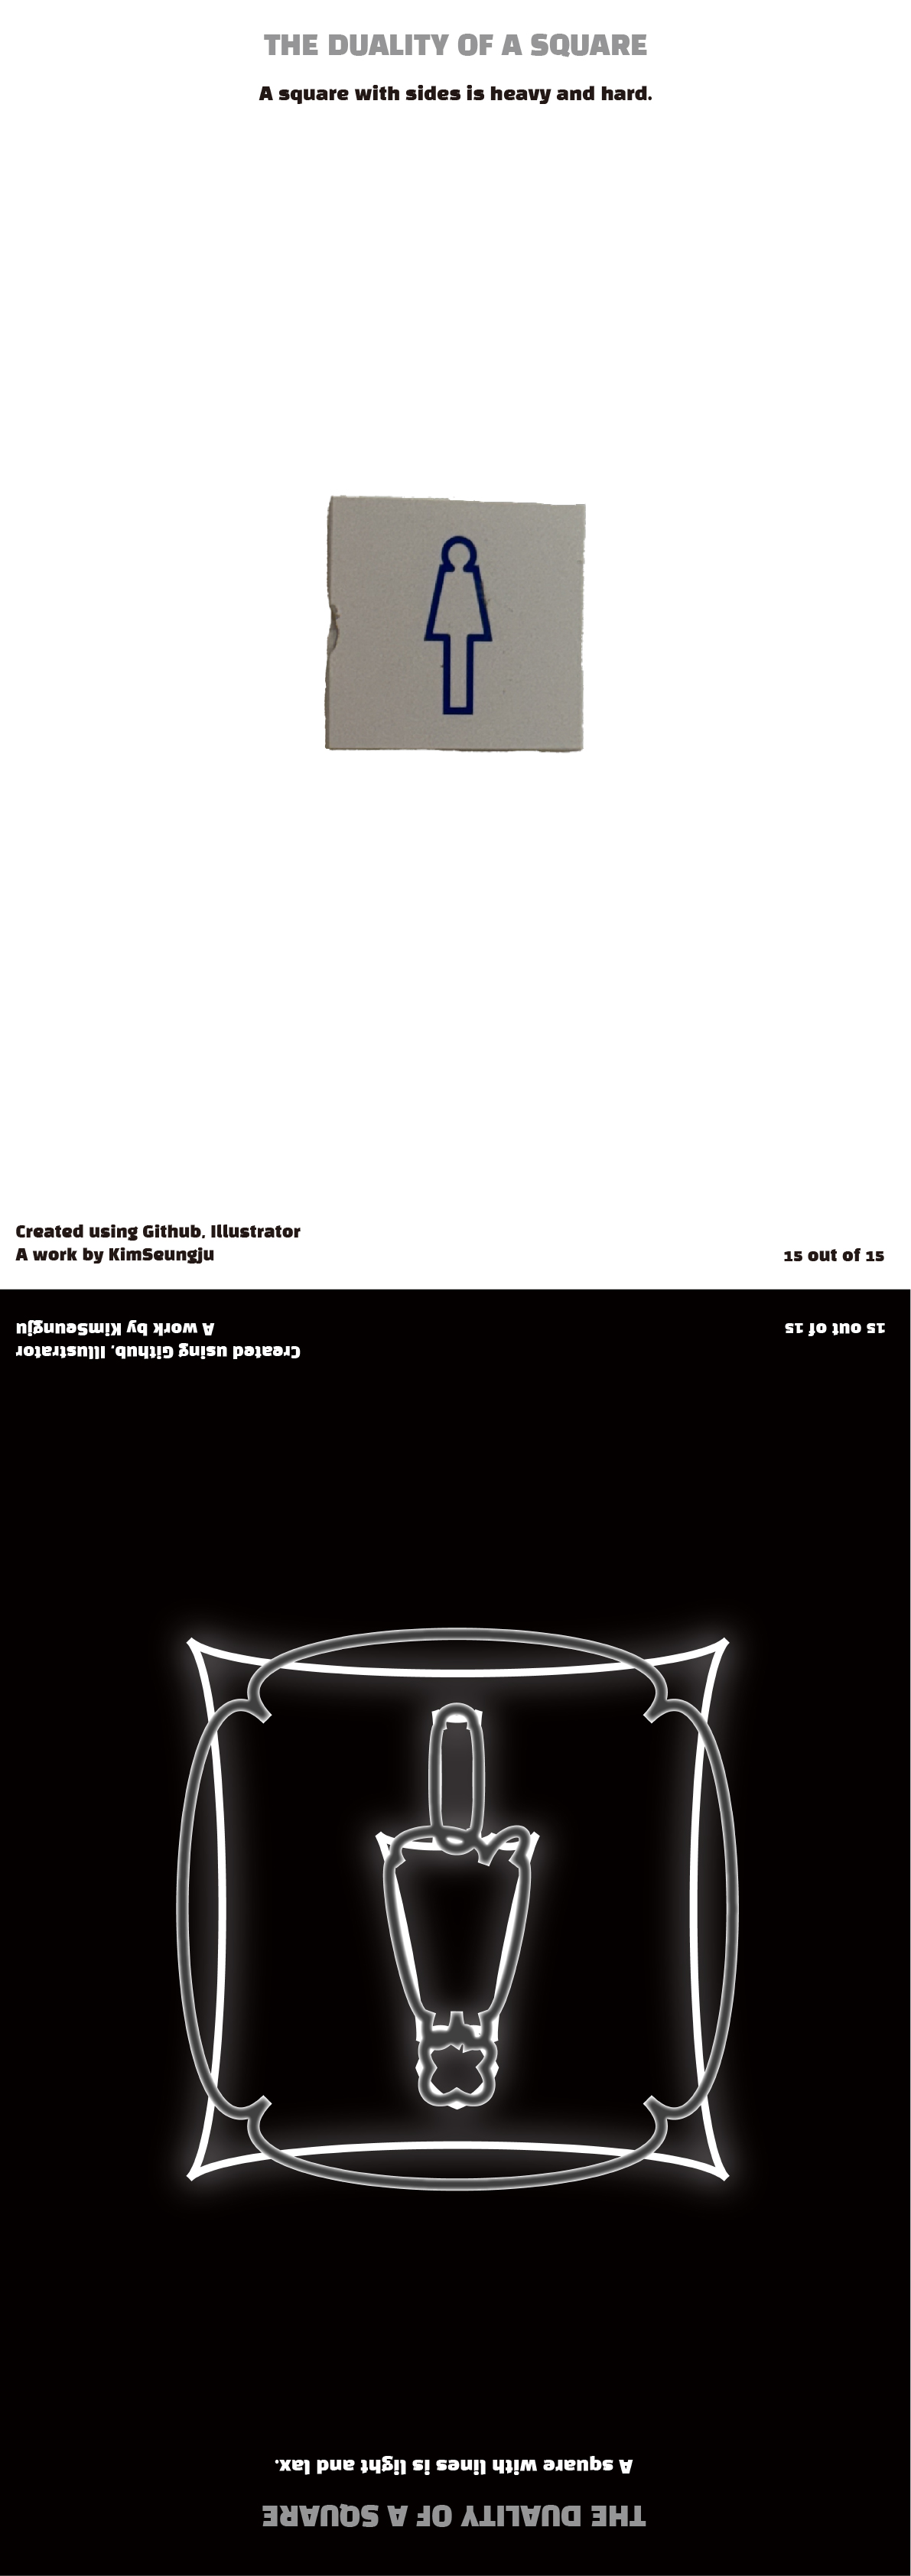 THE DUALITY OF A SQUARE
A square with sides is heavy and hard.
Created using Github, Illustrator
A work by KimSeungju
15 out of 15
A work by KimSeungju
Created using Github, Illustrator
15 out of 15
A square with lines is light and lax.
THE DUALITY OF A SQUARE